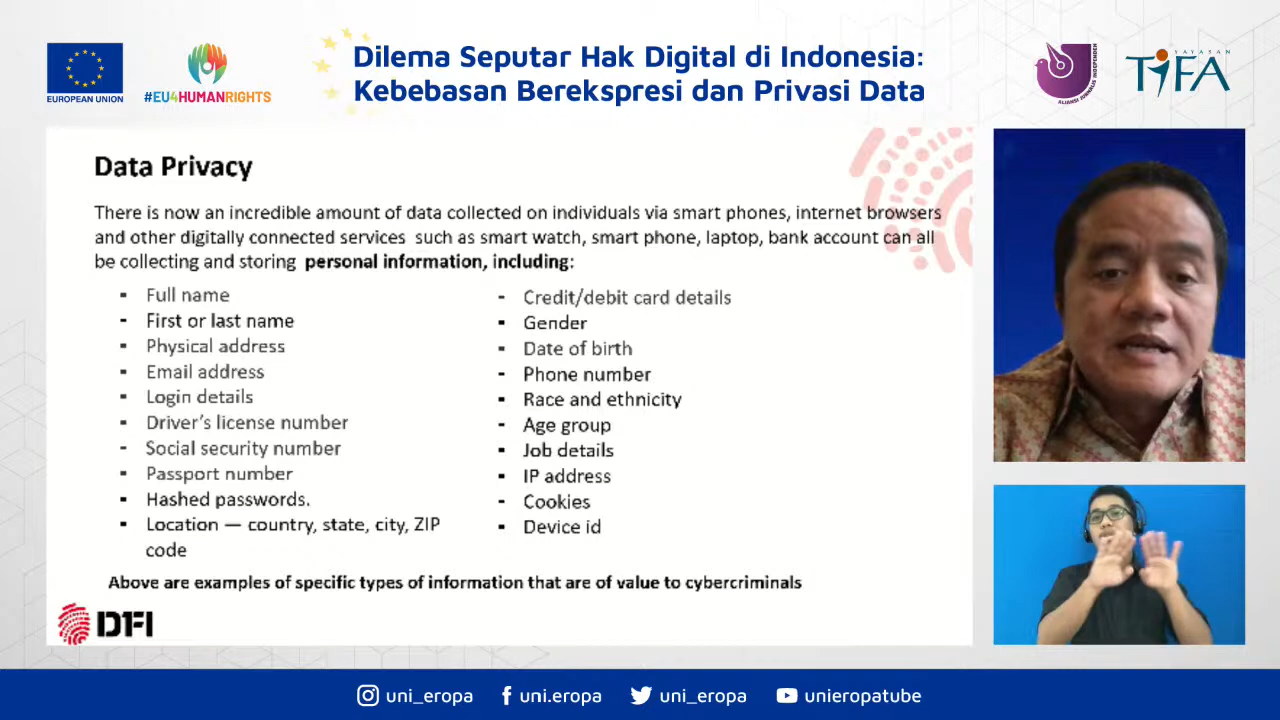 EUROPEAN UNION
#EU4HUMANRIGHTS
Dilema Seputar Hak Digital di Indonesia:
Kebebasan Berekspresi dan Privasi Data
ALIANSI JURNALIS INDEPENDEN
YAYASAN
TIFA
Data Privacy
There is now an incredible amount of data collected on individuals via smart phones, internet browsers
and other digitally connected services such as smart watch, smart phone, laptop, bank account can all
be collecting and storing personal information, including:
- Full name
- First or last name
- Physical address
- Email address
- Login details
- Driver's license number
- Social security number
- Passport number
- Hashed passwords.
- Location — country, state, city, ZIP
code
- Credit/debit card details
- Gender
- Date of birth
- Phone number
- Race and ethnicity
- Age group
- Job details
- IP address
- Cookies
- Device id
Above are examples of specific types of information that are of value to cybercriminals
DFI
uni_eropa
uni.eropa
uni_eropa
unieropatube